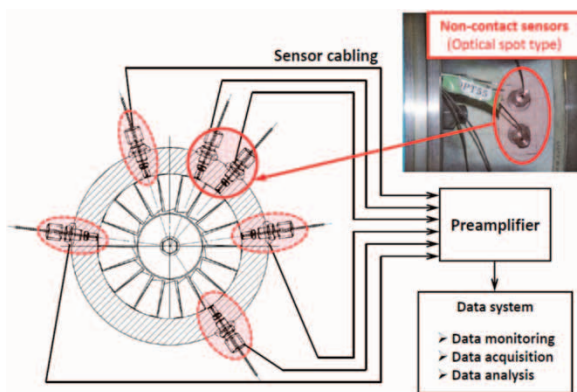 Non-contact sensors
(Optical spot type)
Sensor cabling
Preamplifier
Data system
➢ Data monitoring
➢ Data acquisition
➢ Data analysis